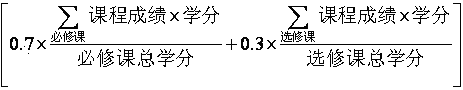 [0.7× ∑必修课 课程成绩×学分 / 必修课总学分 +0.3× ∑选修课 课程成绩×学分 / 选修课总学分]